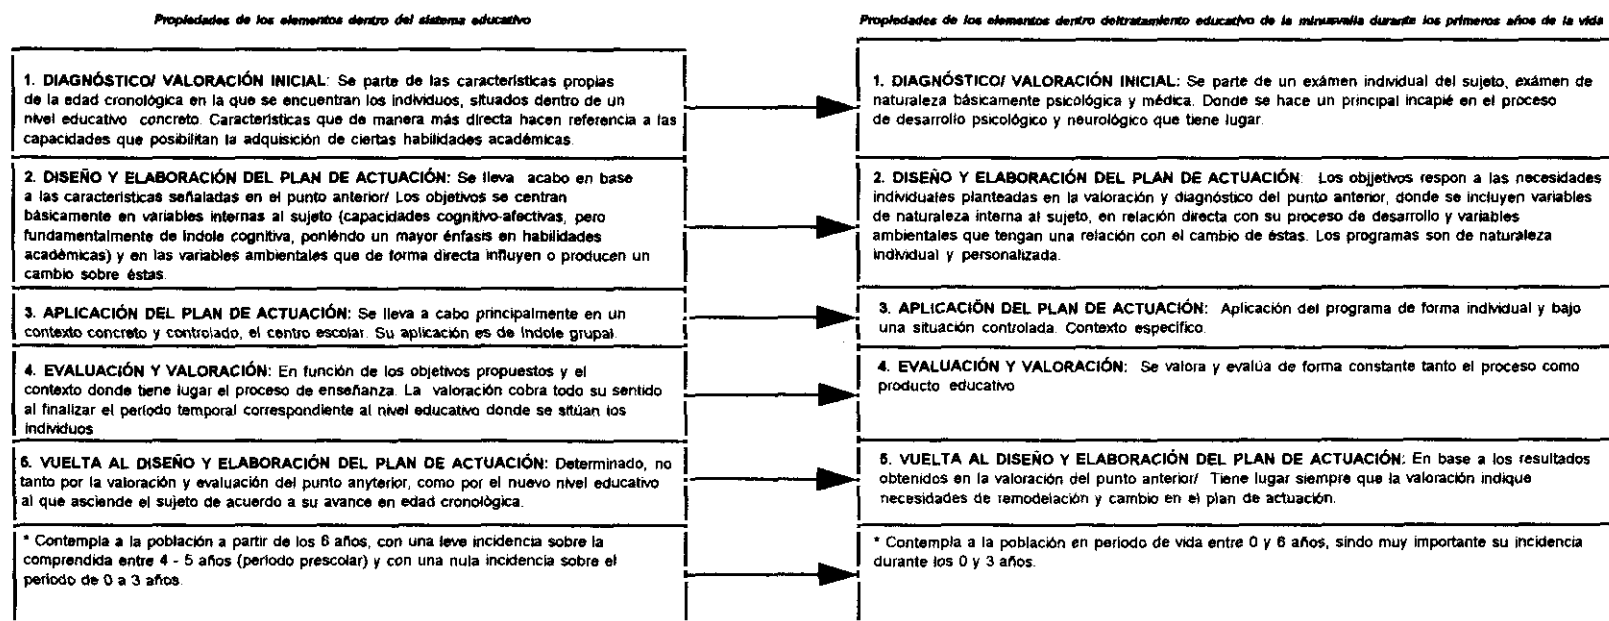 Propiedades de los elementos dentro del sistema educativo
1. DIAGNÓSTICO/ VALORACIÓN INICIAL: Se parte de las características propias
de la edad cronológica en la que se encuentran los individuos, situados dentro de un
nivel educativo concreto. Características que de manera más directa hacen referencia a las
capacidades que posibilitan la adquisición de ciertas habilidades académicas.
2. DISEÑO Y ELABORACIÓN DEL PLAN DE ACTUACIÓN: Se lleva acabo en base
a las características señaladas en el punto anterior/ Los objetivos se centran
básicamente en variables internas al sujeto (capacidades cognitivo-afectivas, pero
fundamentalmente de índole cognitiva, poniéndo un mayor énfasis en habilidades
académicas) y en las variables ambientales que de forma directa influyen o producen un
cambio sobre éstas.
3. APLICACIÓN DEL PLAN DE ACTUACIÓN: Se lleva a cabo principalmente en un
contexto concreto y controlado, el centro escolar. Su aplicación es de índole grupal.
4. EVALUACIÓN Y VALORACIÓN: En función de los objetivos propuestos y el
contexto donde tiene lugar el proceso de enseñanza. La valoración cobra todo su sentido
al finalizar el período temporal correspondiente al nivel educativo donde se sitúan los
individuos
5. VUELTA AL DISEÑO Y ELABORACIÓN DEL PLAN DE ACTUACIÓN: Determinado, no
tanto por la valoración y evaluación del punto anyterior, como por el nuevo nivel educativo
al que asciende el sujeto de acuerdo a su avance en edad cronológica.
* Contempla a la población a partir de los 6 años, con una leve incidencia sobre la
comprendida entre 4 - 5 años (período prescolar) y con una nula incidencia sobre el
período de 0 a 3 años.
Propiedades de los elementos dentro deltratamiento educativo de la minusvalía durante los primeros años de la vida
1. DIAGNÓSTICO/ VALORACIÓN INICIAL: Se parte de un exámen individual del sujeto, exámen de
naturaleza básicamente psicológica y médica. Donde se hace un principal incapié en el proceso
de desarrollo psicológico y neurológico que tiene lugar.
2. DISEÑO Y ELABORACIÓN DEL PLAN DE ACTUACIÓN: Los objjetivos respon a las necesidades
individuales planteadas en la valoración y diagnóstico del punto anterior, donde se incluyen variables
de naturaleza interna al sujeto, en relación directa con su proceso de desarrollo y variables
ambientales que tengan una relación con el cambio de éstas. Los programas son de naturaleza
individual y personalizada.
3. APLICACIÓN DEL PLAN DE ACTUACIÓN: Aplicación del programa de forma individual y bajo
una situación controlada. Contexto específico.
4. EVALUACIÓN Y VALORACIÓN: Se valora y evalúa de forma constante tanto el proceso como
producto educativo
5. VUELTA AL DISEÑO Y ELABORACIÓN DEL PLAN DE ACTUACIÓN: En base a los resultados
obtenidos en la valoración del punto anterior/ Tiene lugar siempre que la valoración indique
necesidades de remodelación y cambio en el plan de actuación.
* Contempla a la población en período de vida entre 0 y 6 años, sindo muy importante su incidencia
durante los 0 y 3 años.